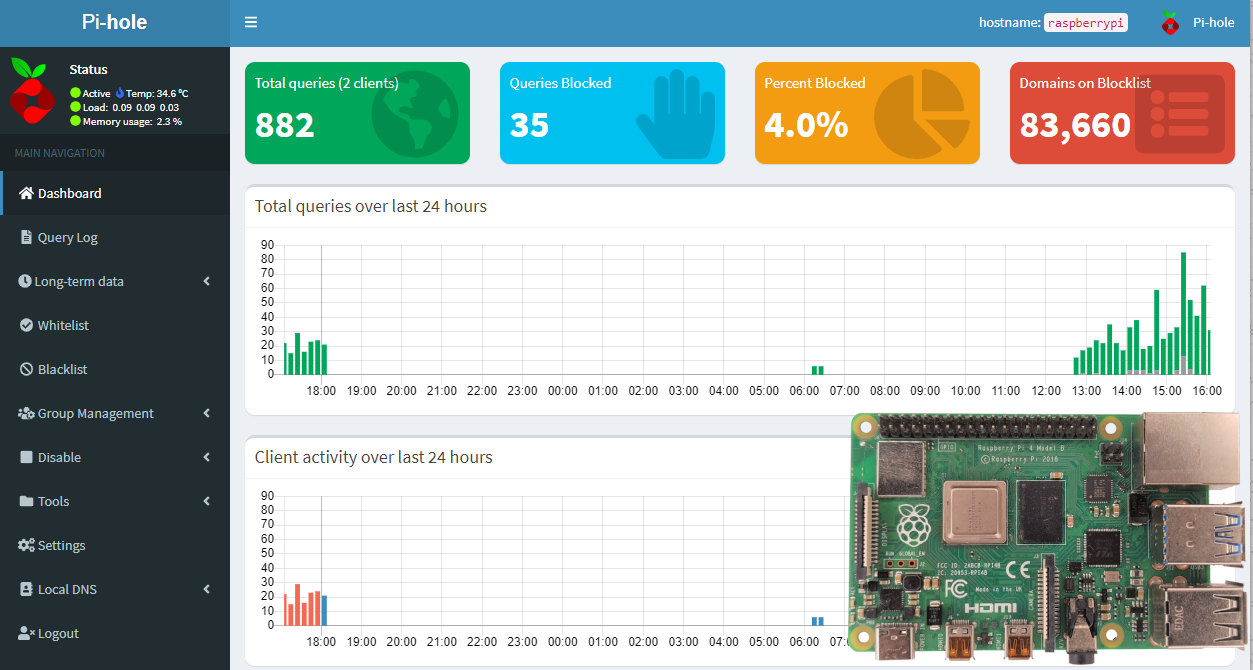 Pi-hole
hostname: raspberrypi
Pi-hole
Status
Active Temp: 34.6 ºC
Load: 0.09 0.09 0.03
Memory usage: 2.3 %
MAIN NAVIGATION
Dashboard
Query Log
Long-term data
Whitelist
Blacklist
Group Management
Disable
Tools
Settings
Local DNS
Logout
Total queries (2 clients)
882
Queries Blocked
35
Percent Blocked
4.0%
Domains on Blocklist
83,660
Total queries over last 24 hours
90
80
70
60
50
40
30
20
10
0
18:00 19:00 20:00 21:00 22:00 23:00 00:00 01:00 02:00 03:00 04:00 05:00 06:00 07:00 08:00 09:00 10:00 11:00 12:00 13:00 14:00 15:00 16:00
Client activity over last 24 hours
90
80
70
60
50
40
30
20
10
0
18:00 19:00 20:00 21:00 22:00 23:00 00:00 01:00 02:00 03:00 04:00 05:00 06:00 07:0
GPIO
Raspberry Pi 4 Model B
©Raspberry Pi 2018
DISPLAY
RUN GLOBAL_EN
FCC ID: 2ABCB-RPI4B
IC: 20953-RPI4B
CE
FC
Made in the UK
HDMI
CAMERA